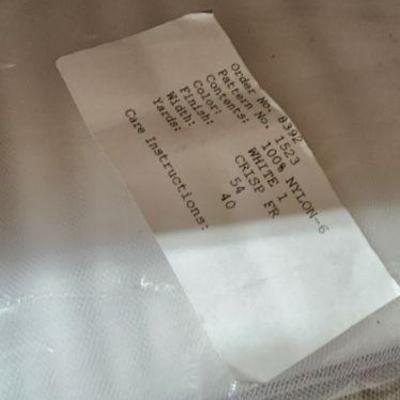 Order No. 8392
Pattern No. 1523
Contents: 100% NYLON-6
Color: WHITE 1
Finish: CRISP FR
Width: 54
Yards: 40
Care Instructions: